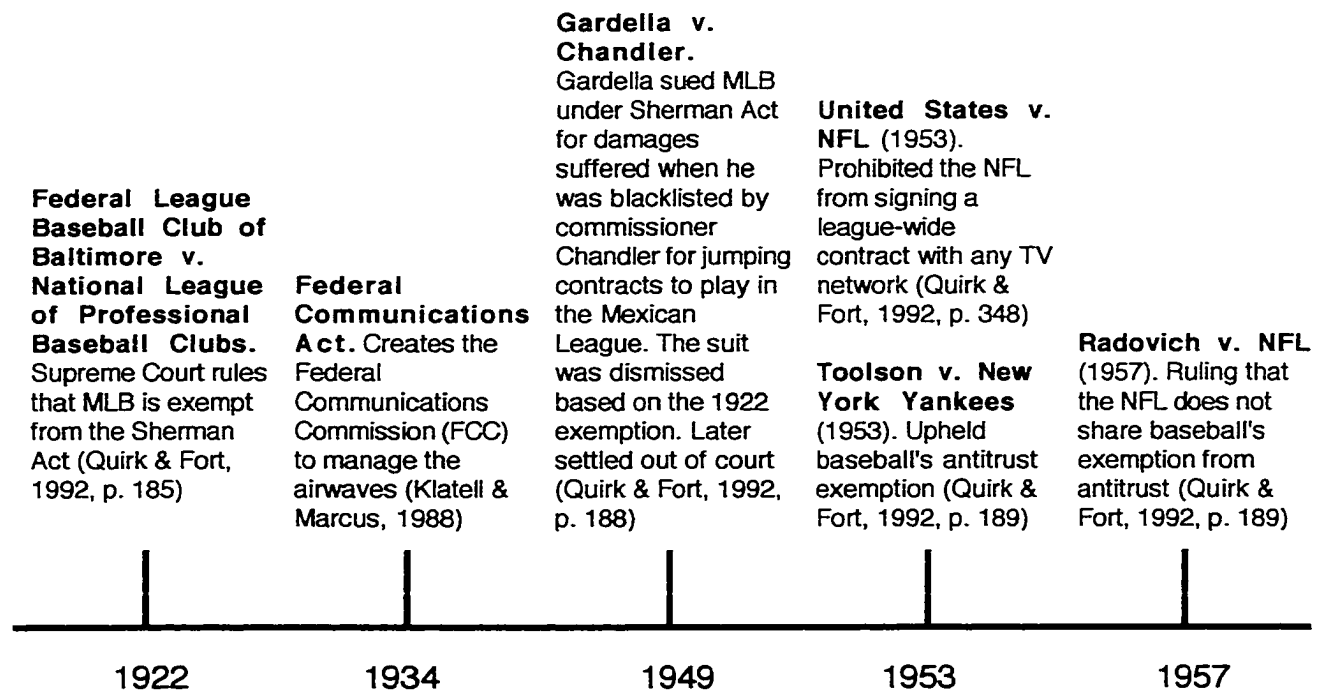 Federal League
Baseball Club of
Baltimore v.
National League
of Professional
Baseball Clubs.
Supreme Court rules
that MLB is exempt
from the Sherman
Act (Quirk & Fort,
1992, p. 185)
Federal
Communications
Act. Creates the
Federal
Communications
Commission (FCC)
to manage the
airwaves (Klatell &
Marcus, 1988)
Gardella v.
Chandler.
Gardella sued MLB
under Sherman Act
for damages
suffered when he
was blacklisted by
commissioner
Chandler for jumping
contracts to play in
the Mexican
League. The suit
was dismissed
based on the 1922
exemption. Later
settled out of court
(Quirk & Fort, 1992,
p. 188)
United States v.
NFL (1953).
Prohibited the NFL
from signing a
league-wide
contract with any TV
network (Quirk &
Fort, 1992, p. 348)
Toolson v. New
York Yankees
(1953). Upheld
baseball's antitrust
exemption (Quirk &
Fort, 1992, p. 189)
Radovich v. NFL
(1957). Ruling that
the NFL does not
share baseball's
exemption from
antitrust (Quirk &
Fort, 1992, p. 189)
1922
1934
1949
1953
1957